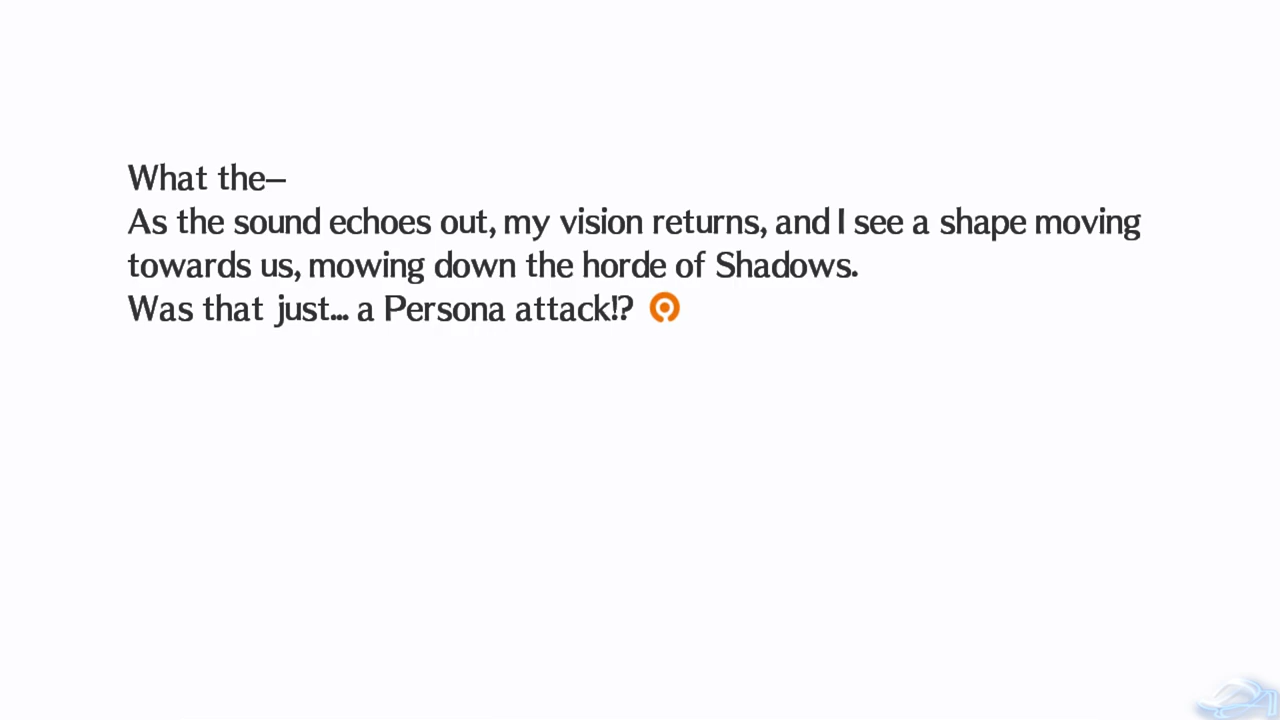 What the—
As the sound echoes out, my vision returns, and I see a shape moving
towards us, mowing down the horde of Shadows.
Was that just... a Persona attack!?